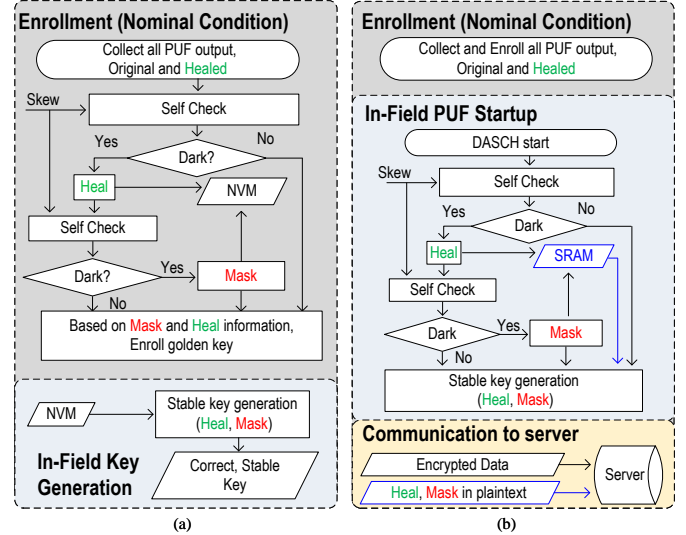 Enrollment (Nominal Condition)
Collect all PUF output,
Original and Healed
Skew
Self Check
Yes
No
Dark?
Heal
NVM
Self Check
Dark?
Yes
Mask
No
Based on Mask and Heal information,
Enroll golden key
NVM
Stable key generation
(Heal, Mask)
In-Field Key
Generation
Correct, Stable
Key
(a)
Enrollment (Nominal Condition)
Collect and Enroll all PUF output,
Original and Healed
In-Field PUF Startup
DASCH start
Skew
Self Check
Yes
No
Dark
Heal
SRAM
Self Check
Dark
Yes
Mask
No
Stable key generation
(Heal, Mask)
Communication to server
Encrypted Data
Heal, Mask in plaintext
Server
(b)